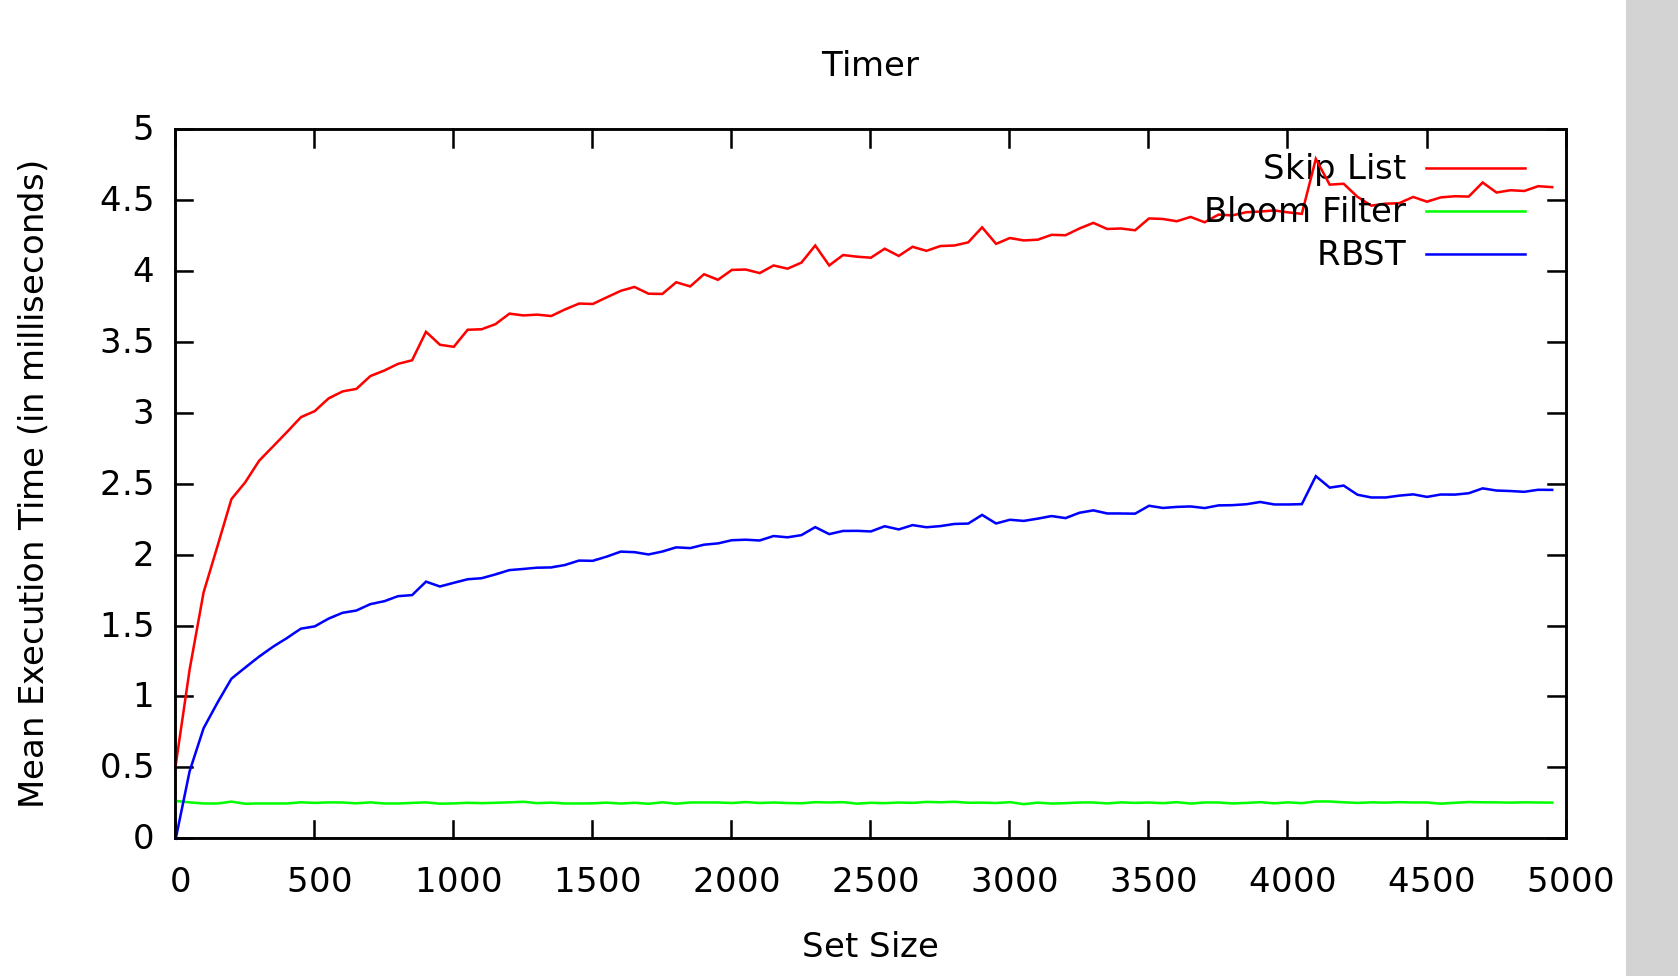 Timer
Mean Execution Time (in milliseconds)
5
4.5
4
3.5
3
2.5
2
1.5
1
0.5
0
Skip List
Bloom Filter
RBST
0 500 1000 1500 2000 2500 3000 3500 4000 4500 5000
Set Size